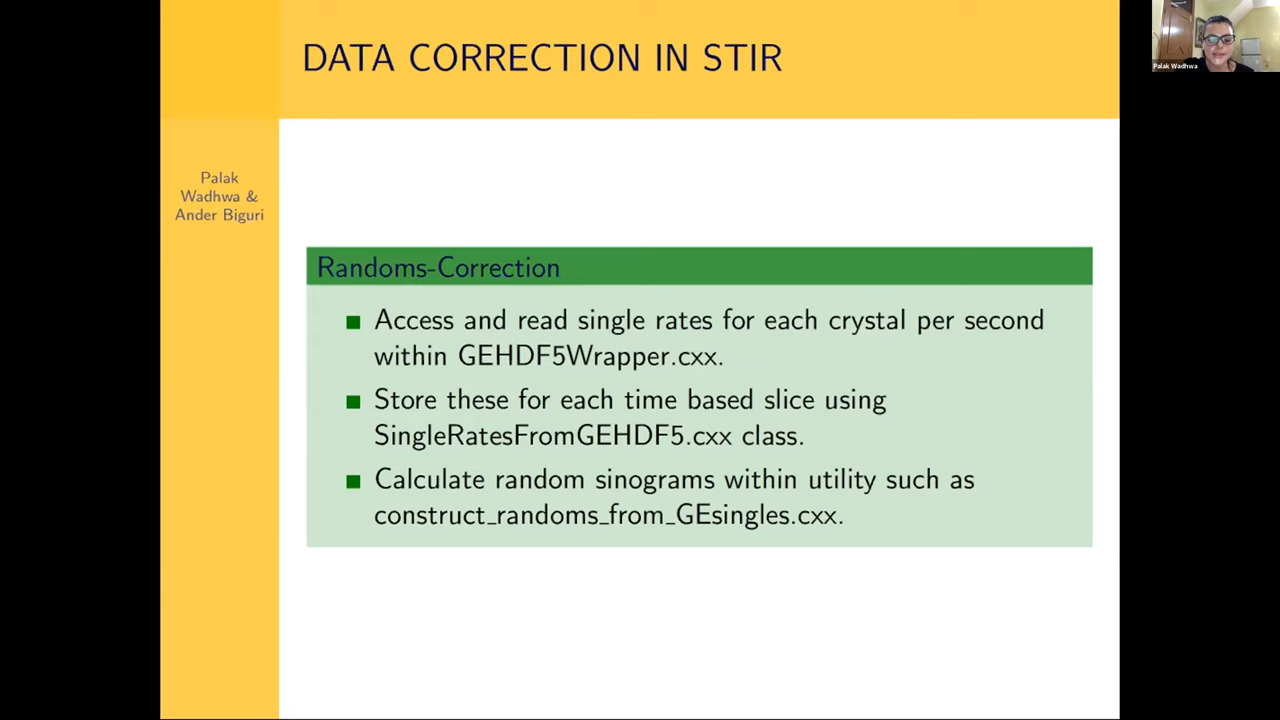 DATA CORRECTION IN STIR
Palak Wadhwa
Palak
Wadhwa &
Ander Biguri
Randoms-Correction
Access and read single rates for each crystal per second
within GEHDF5Wrapper.cxx.
Store these for each time based slice using
SingleRatesFromGEHDF5.cxx class.
Calculate random sinograms within utility such as
construct_randoms_from_GEsingles.cxx.